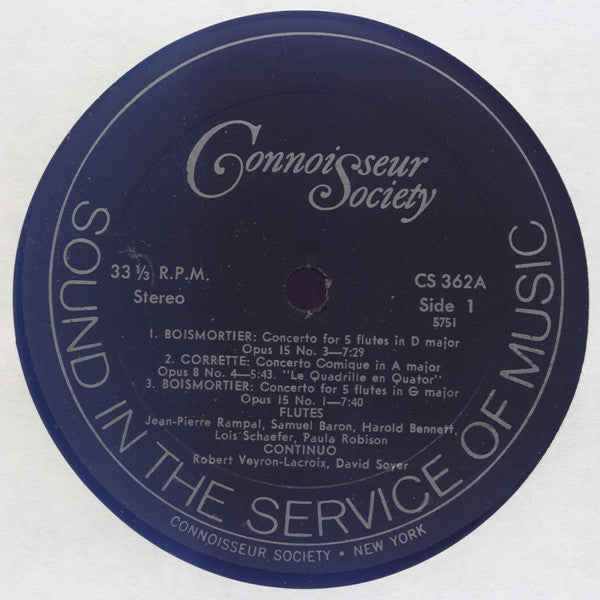 Connoisseur
Society
33 ⅓ R.P.M.
Stereo
CS 362A
Side 1
5751
1. BOISMORTIER: Concerto for 5 flutes in D major
Opus 15 No. 3—7:29
2. CORRETTE: Concerto Comique in A major
Opus 8 No. 4—5:43. "Le Quadrille en Quator"
3. BOISMORTIER: Concerto for 5 flutes in G major
Opus 15 No. 1—7:40
FLUTES
Jean-Pierre Rampal, Samuel Baron, Harold Bennett,
Lois Schaefer, Paula Robison
CONTINUO
Robert Veyron-Lacroix, David Soyer
SOUND IN THE SERVICE OF MUSIC
CONNOISSEUR SOCIETY • NEW YORK